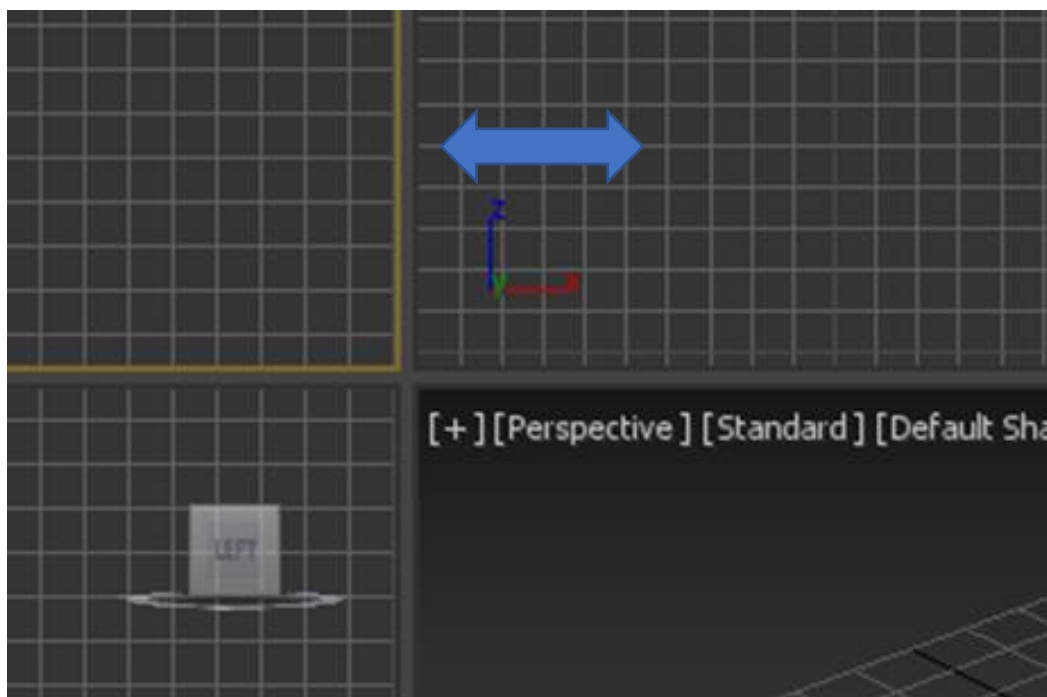 z
y x
[+] [Perspective ] [Standard ] [Default Sha
LEFT